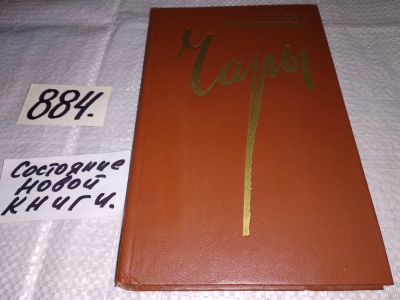 884.
Чары
Состояние
новой
книги.